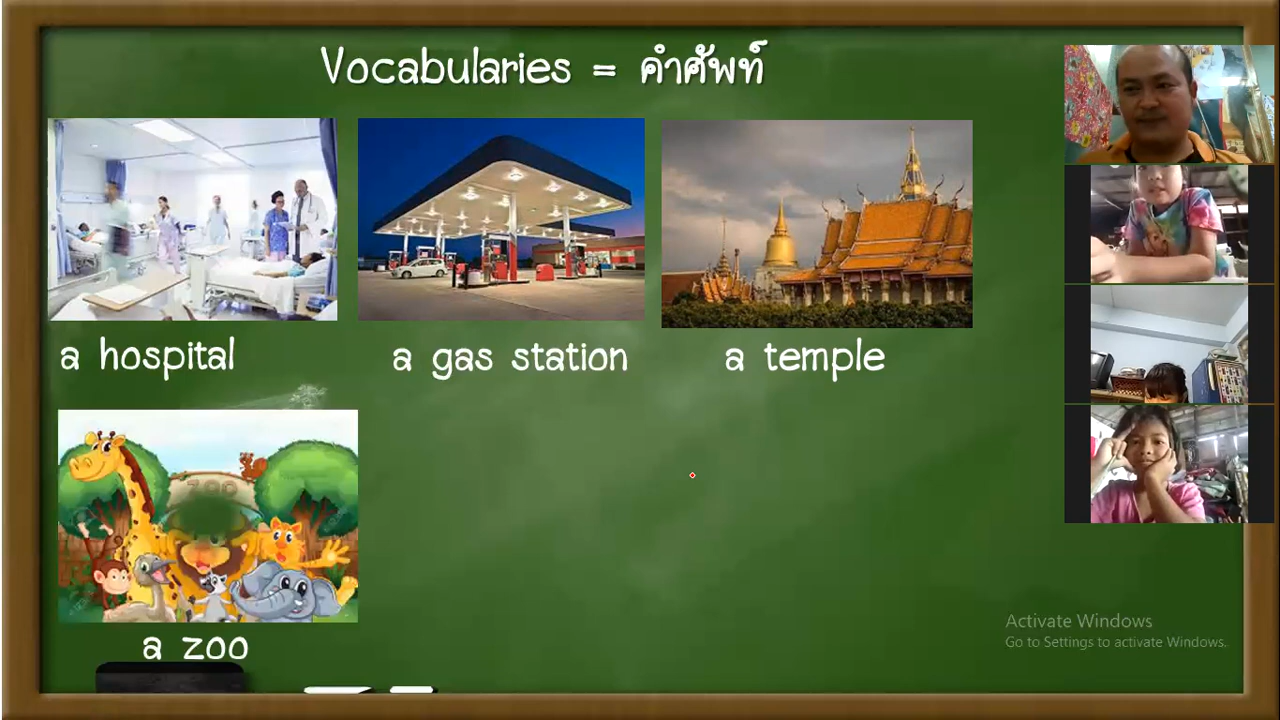 Vocabularies = คำศัพท์
a hospital
a gas station
a temple
ZOO
a zoo
Activate Windows
Go to Settings to activate Windows.